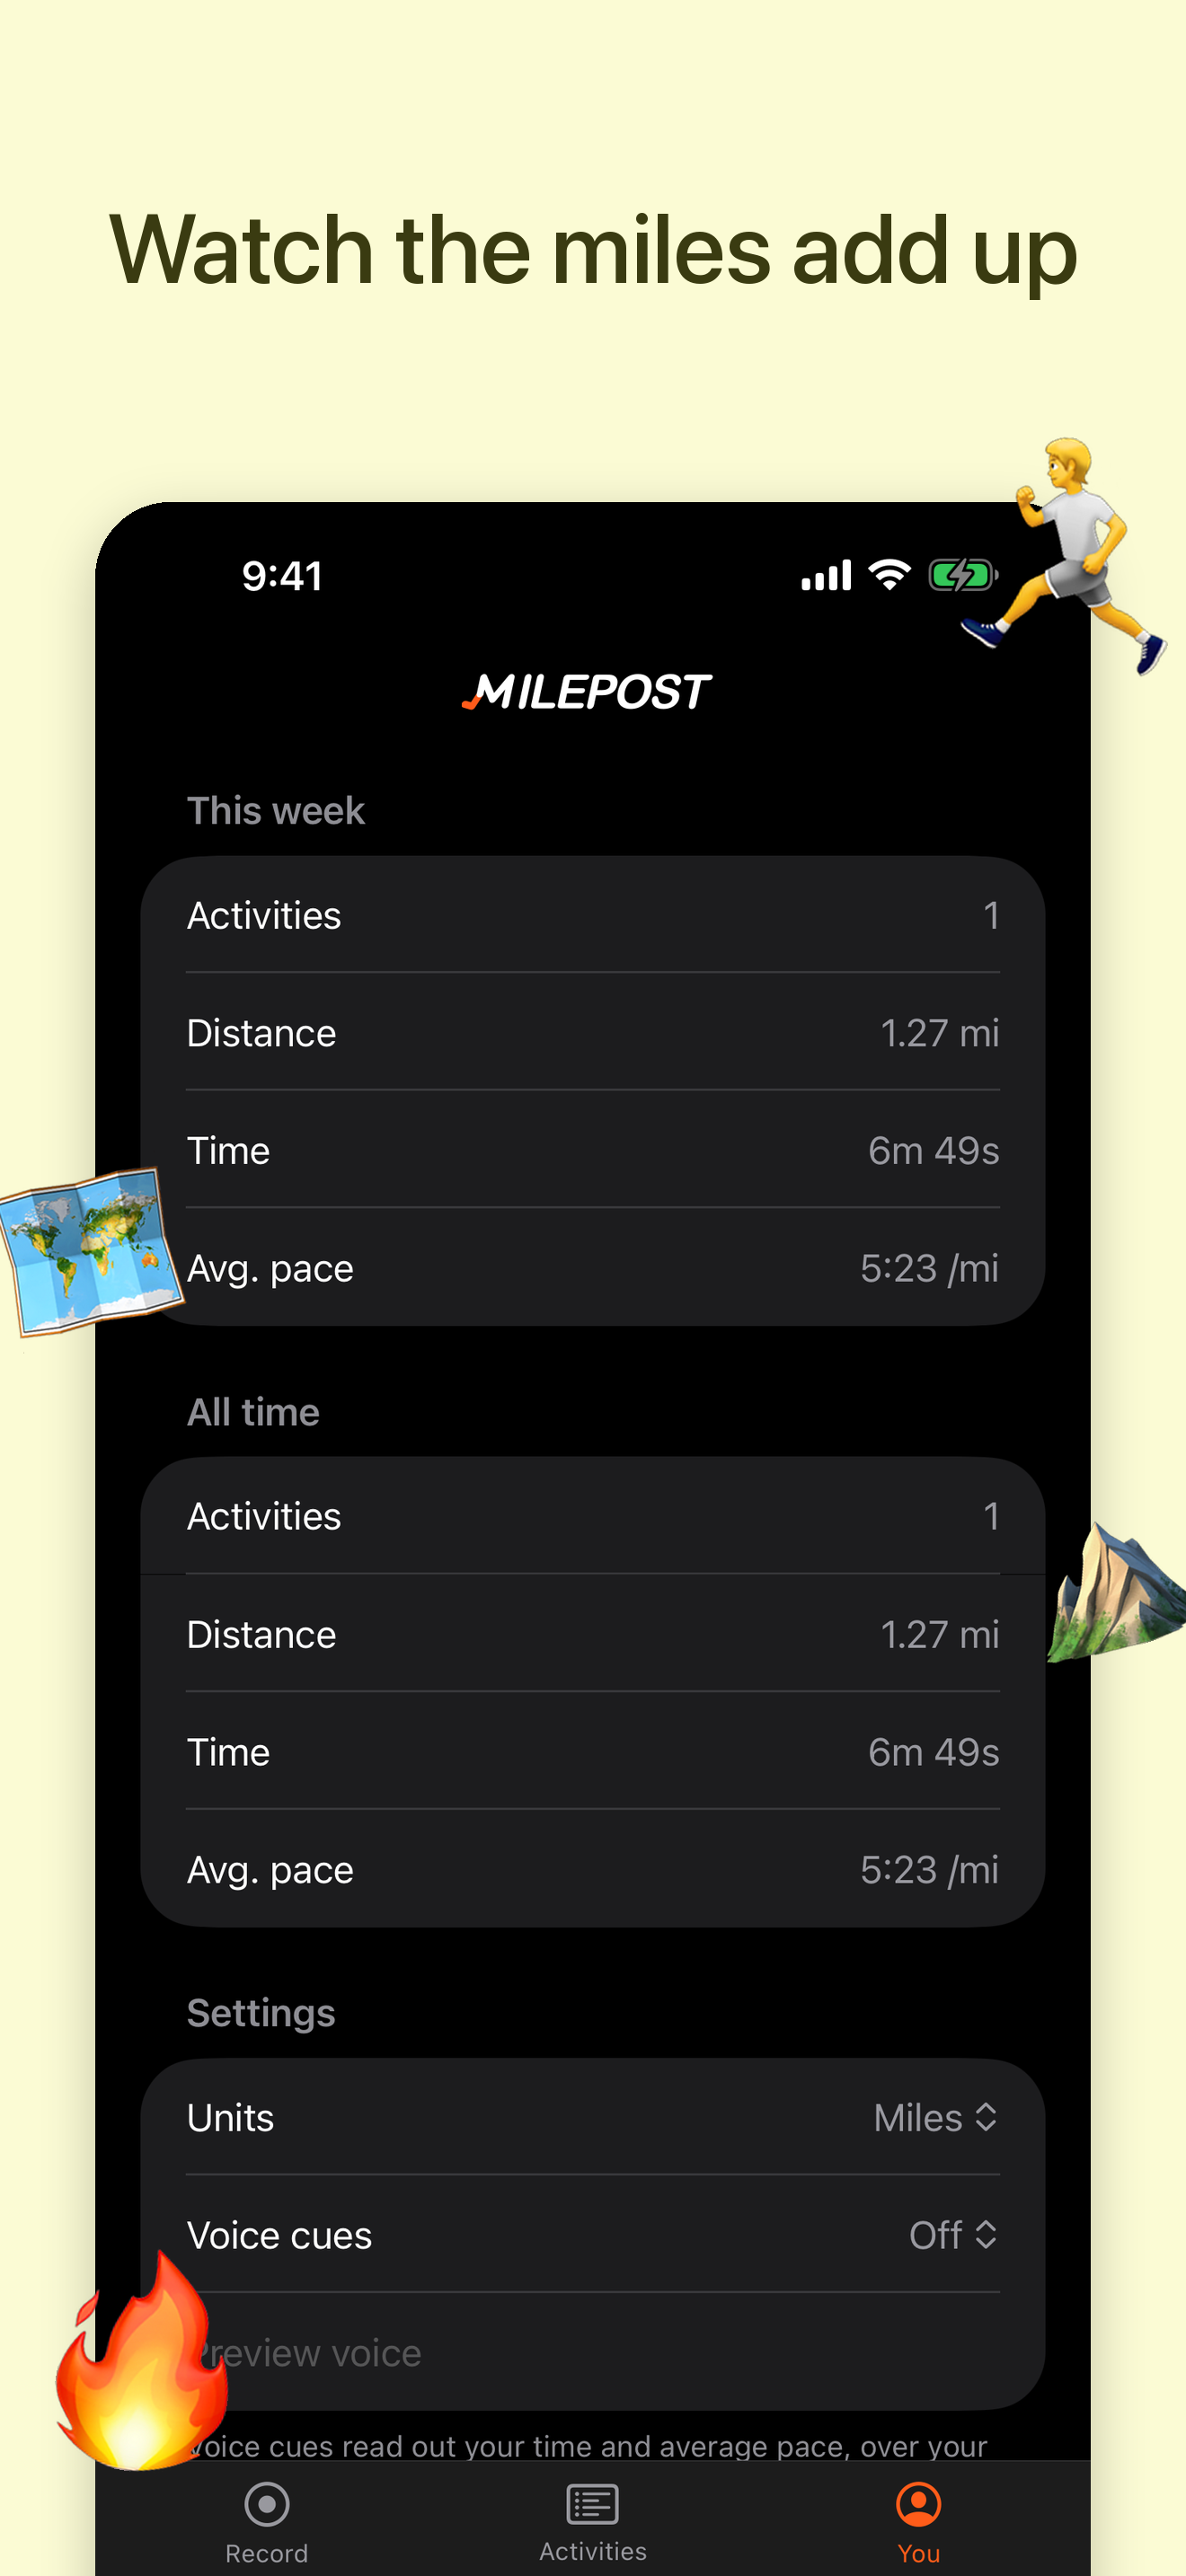 Watch the miles add up
9:41
MILEPOST
This week
Activities 1
Distance 1.27 mi
Time 6m 49s
Avg. pace 5:23 /mi
All time
Activities 1
Distance 1.27 mi
Time 6m 49s
Avg. pace 5:23 /mi
Settings
Units Miles
Voice cues Off
Preview voice
Voice cues read out your time and average pace, over your
Record Activities You